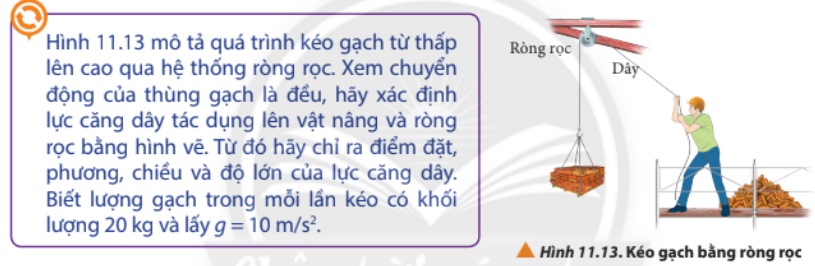 Hình 11.13 mô tả quá trình kéo gạch từ thấp
lên cao qua hệ thống ròng rọc. Xem chuyển
động của thùng gạch là đều, hãy xác định
lực căng dây tác dụng lên vật nâng và ròng
rọc bằng hình vẽ. Từ đó hãy chỉ ra điểm đặt,
phương, chiều và độ lớn của lực căng dây.
Biết lượng gạch trong mỗi lần kéo có khối
lượng 20 kg và lấy g = 10 m/s².
Ròng rọc
Dây
Hình 11.13. Kéo gạch bằng ròng rọc